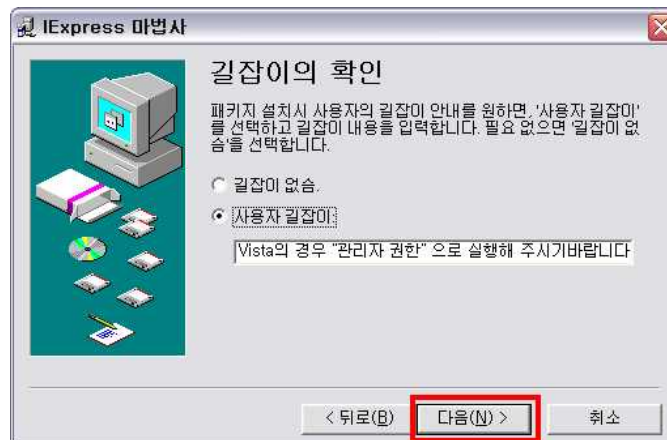 IExpress 마법사
길잡이의 확인
패키지 설치시 사용자의 길잡이 안내를 원하면, '사용자 길잡이'
를 선택하고 길잡이 내용을 입력합니다. 필요 없으면 '길잡이 없
슴'을 선택합니다.
길잡이 없슴.
사용자 길잡이:
Vista의 경우 "관리자 권한" 으로 실행해 주시기바랍니다
< 뒤로(B)
다음(N) >
취소